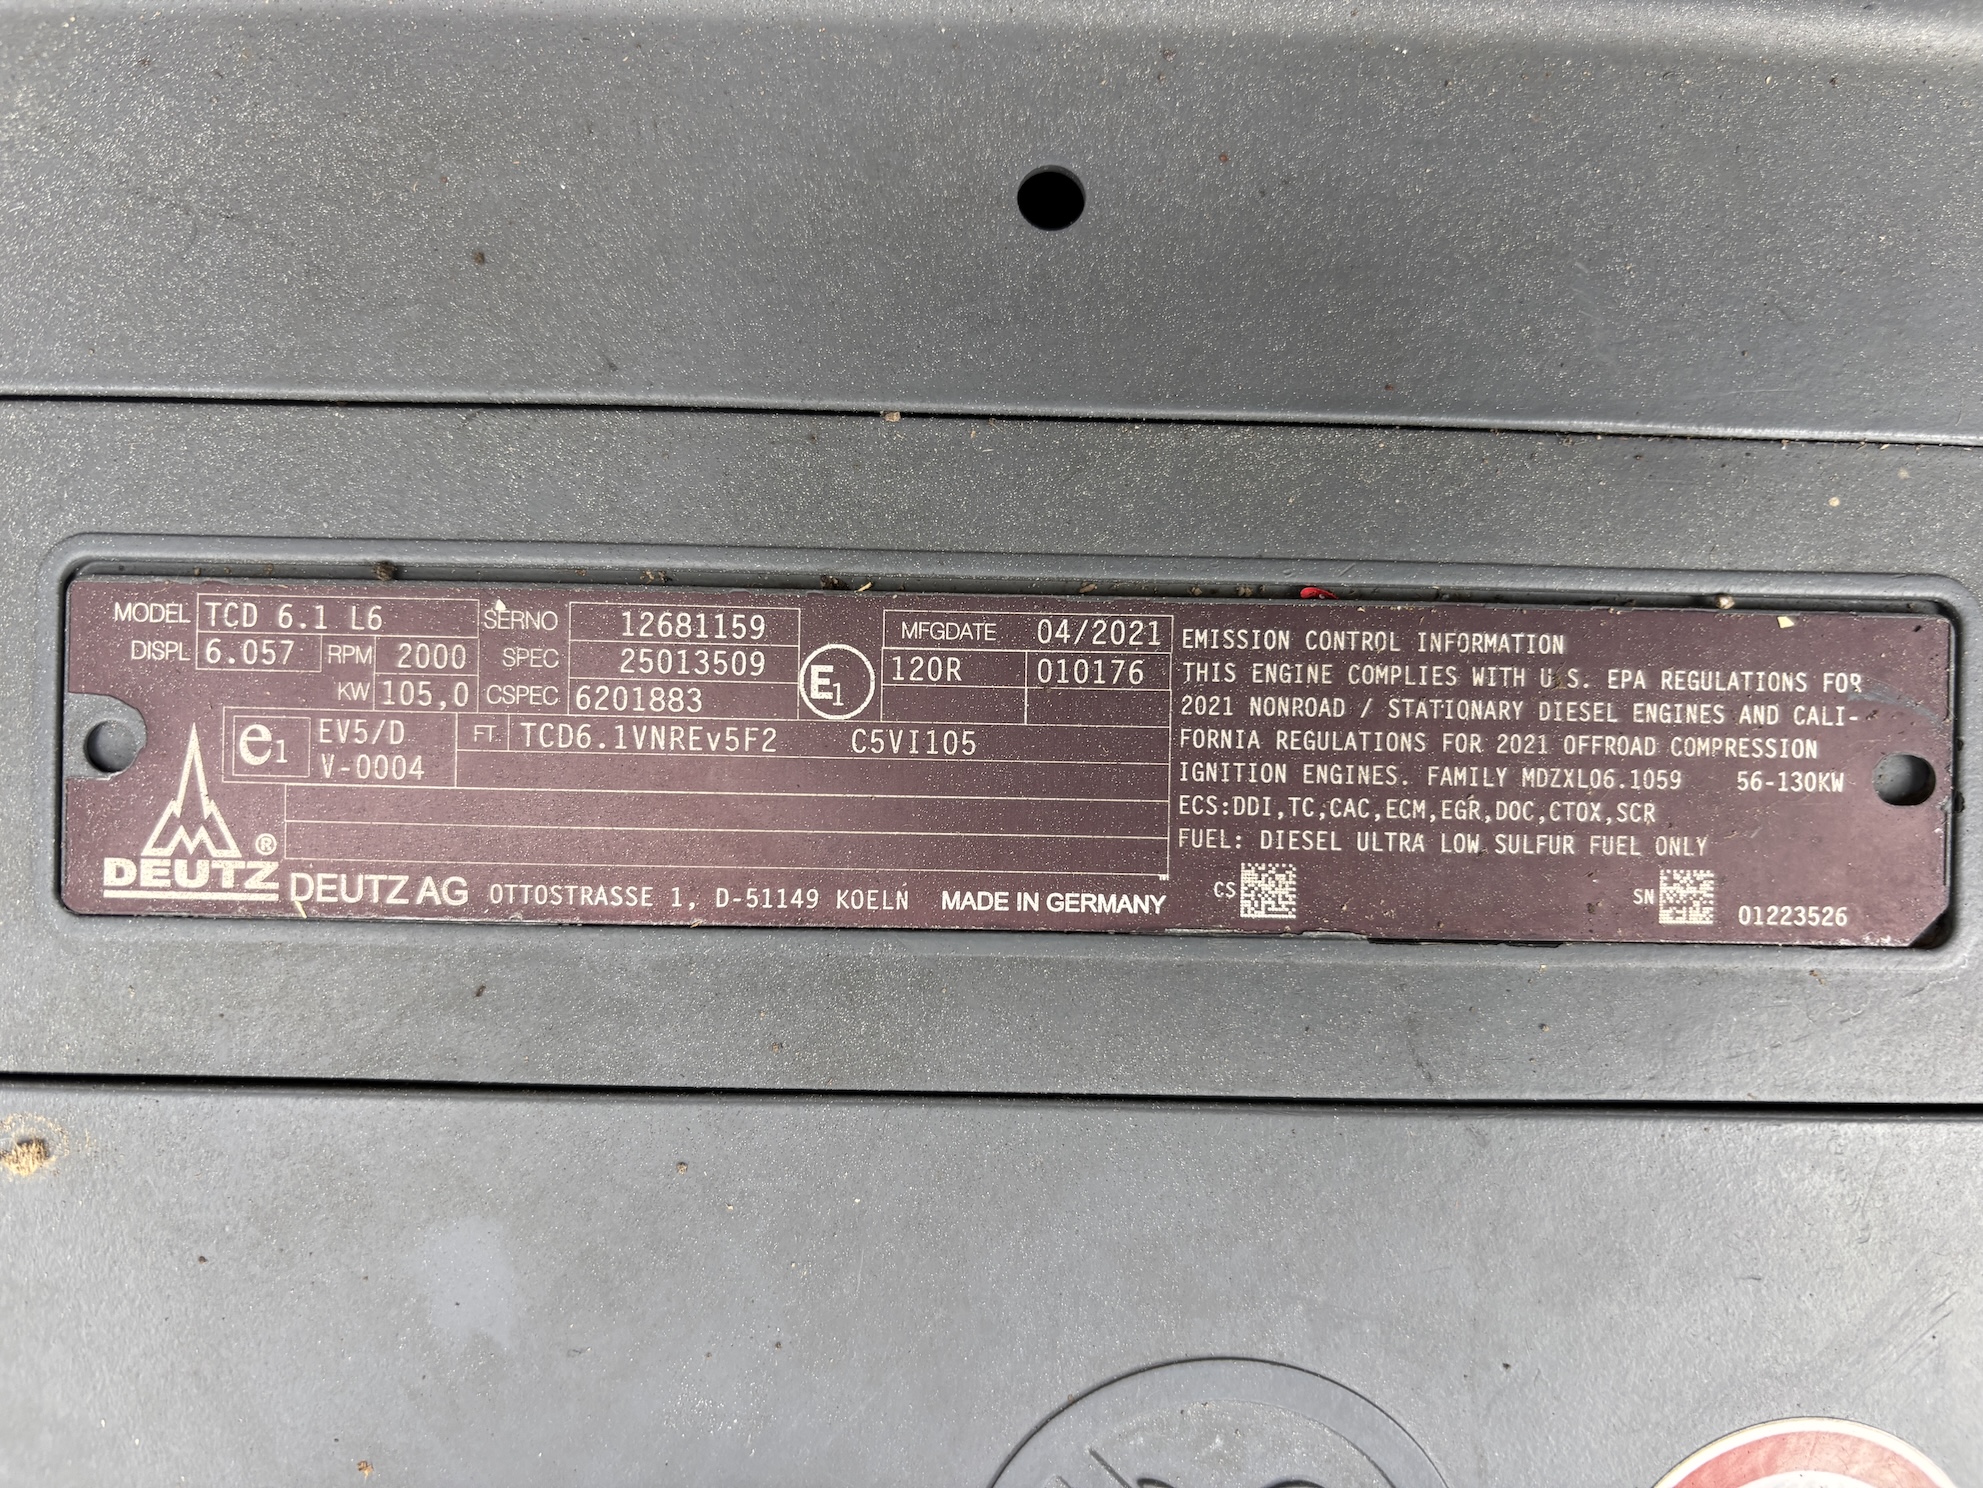 MODEL TCD 6.1 L6 SERNO 12681159 MFGDATE 04/2021
DISPL 6.057 RPM 2000 SPEC 25013509 E1 120R 010176
KW 105,0 CSPEC 6201883
e1 EV5/D FT. TCD6.1VNREv5F2 C5VI105
V-0004
DEUTZ ®
DEUTZ AG OTTOSTRASSE 1, D-51149 KOELN MADE IN GERMANY
EMISSION CONTROL INFORMATION
THIS ENGINE COMPLIES WITH U.S. EPA REGULATIONS FOR
2021 NONROAD / STATIONARY DIESEL ENGINES AND CALI-
FORNIA REGULATIONS FOR 2021 OFFROAD COMPRESSION
IGNITION ENGINES. FAMILY MDZXL06.1059 56-130KW
ECS:DDI,TC,CAC,ECM,EGR,DOC,CTOX,SCR
FUEL: DIESEL ULTRA LOW SULFUR FUEL ONLY
CS SN 01223526